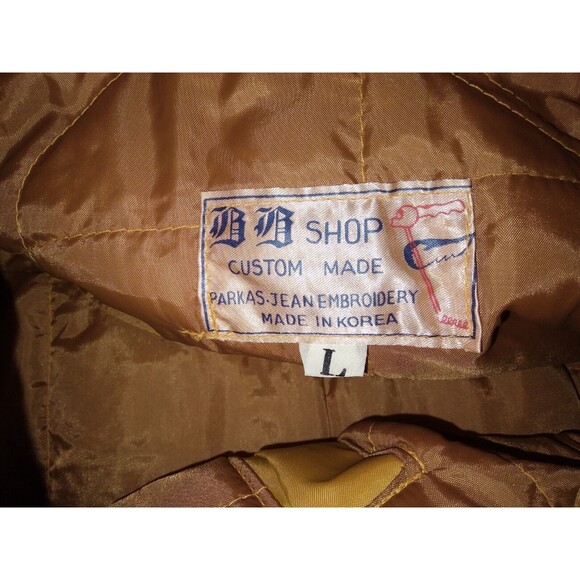 BB SHOP
CUSTOM MADE
PARKAS·JEAN EMBROIDERY
MADE IN KOREA
L